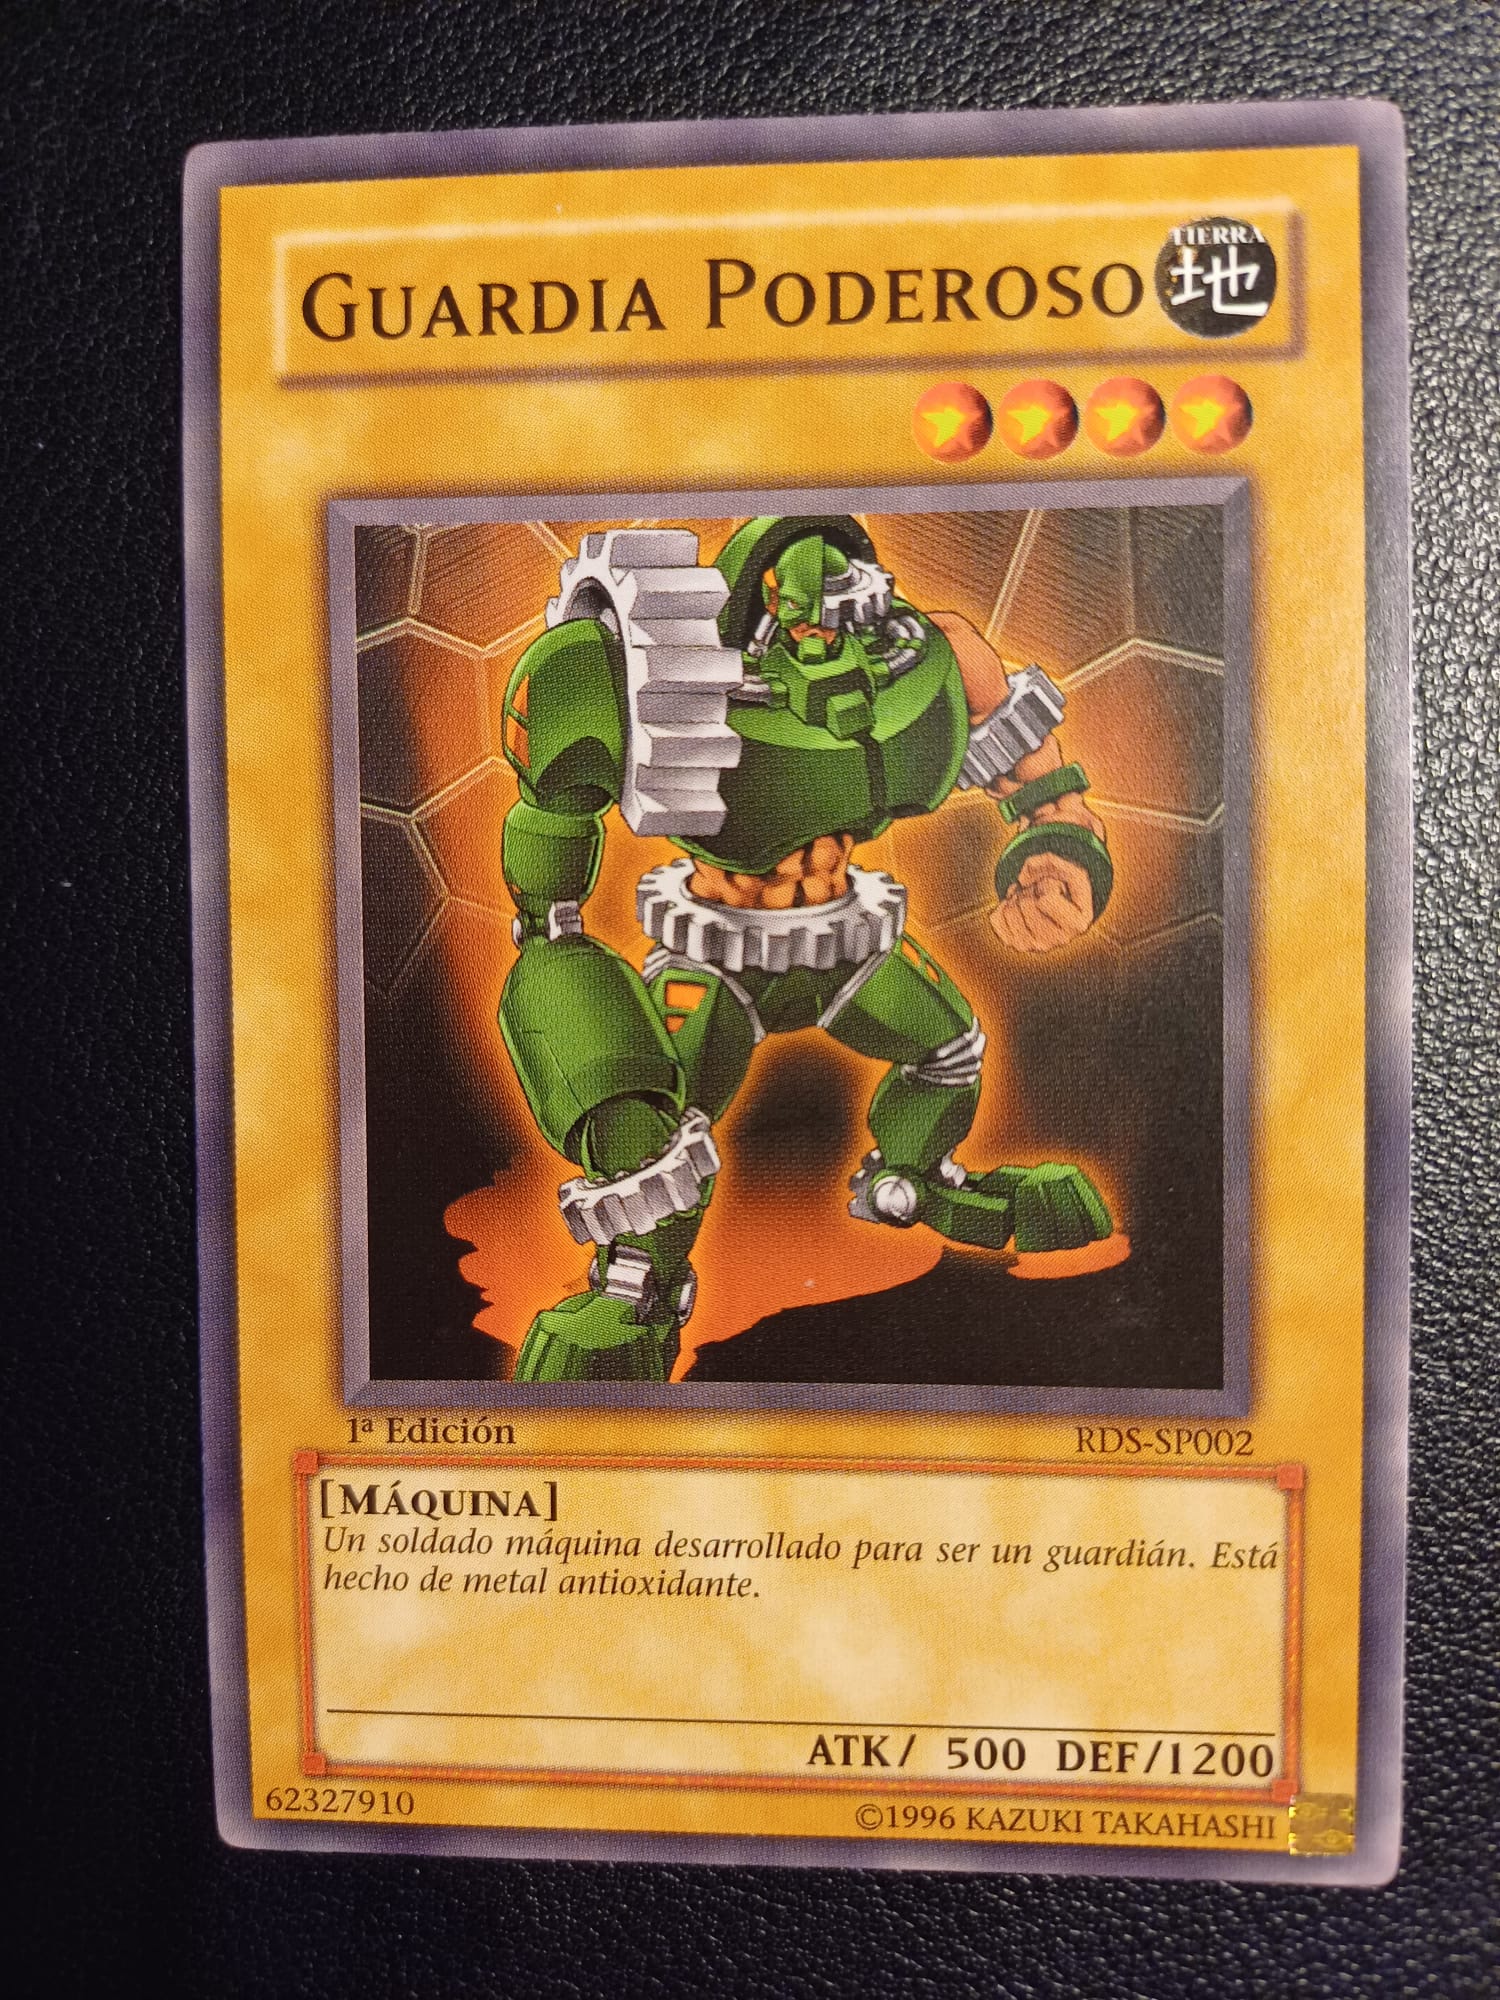 GUARDIA PODEROSO
TIERRA
地
1ª Edición
RDS-SP002
[MÁQUINA]
Un soldado máquina desarrollado para ser un guardián. Está
hecho de metal antioxidante.
ATK/ 500 DEF/1200
62327910
©1996 KAZUKI TAKAHASHI